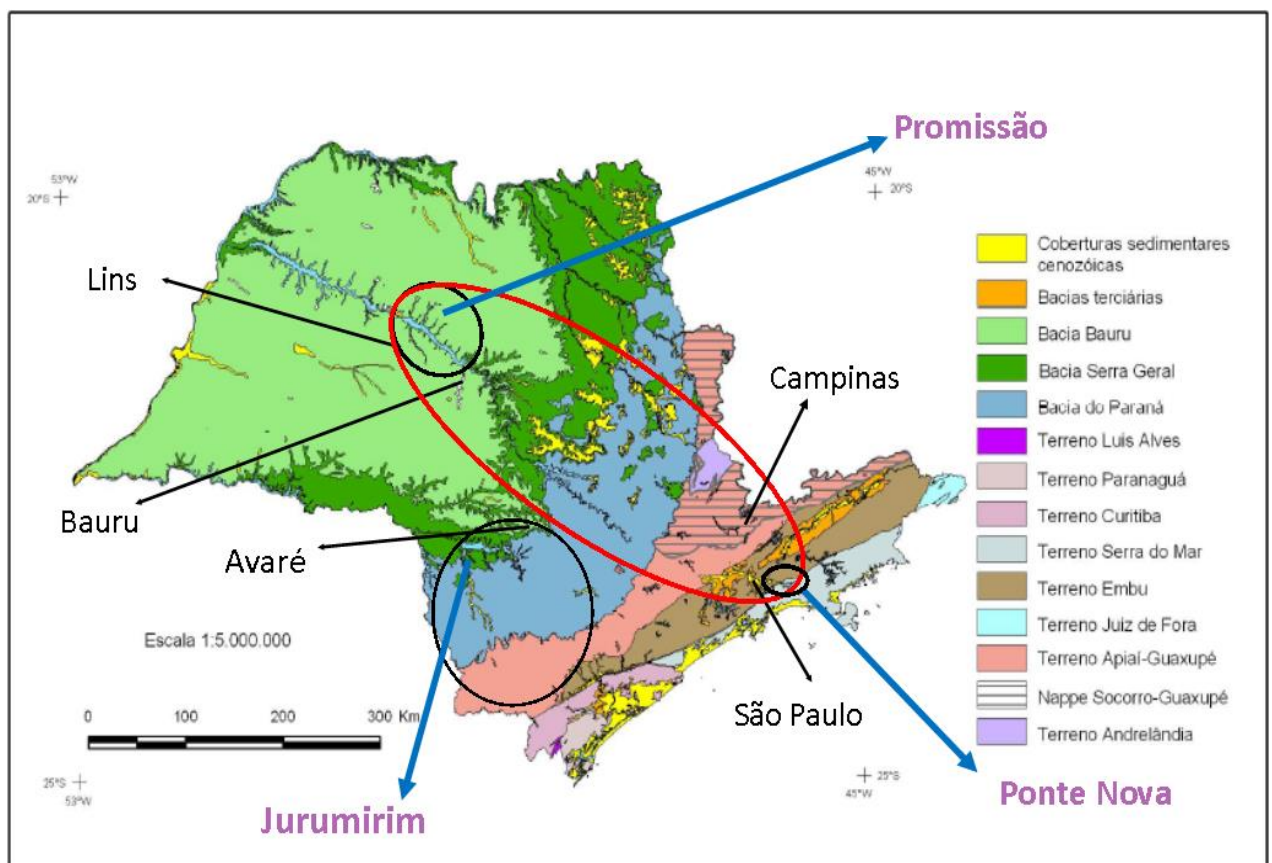 Promissão
53°W
20°S
45°W
20°S
Lins
Campinas
Bauru
Avaré
São Paulo
Escala 1:5.000.000
0 100 200 300 Km
25°S
53°W
25°S
45°W
Jurumirim
Ponte Nova
Coberturas sedimentares
cenozóicas
Bacias terciárias
Bacia Bauru
Bacia Serra Geral
Bacia do Paraná
Terreno Luis Alves
Terreno Paranaguá
Terreno Curitiba
Terreno Serra do Mar
Terreno Embu
Terreno Juiz de Fora
Terreno Apiaí-Guaxupé
Nappe Socorro-Guaxupé
Terreno Andrelândia